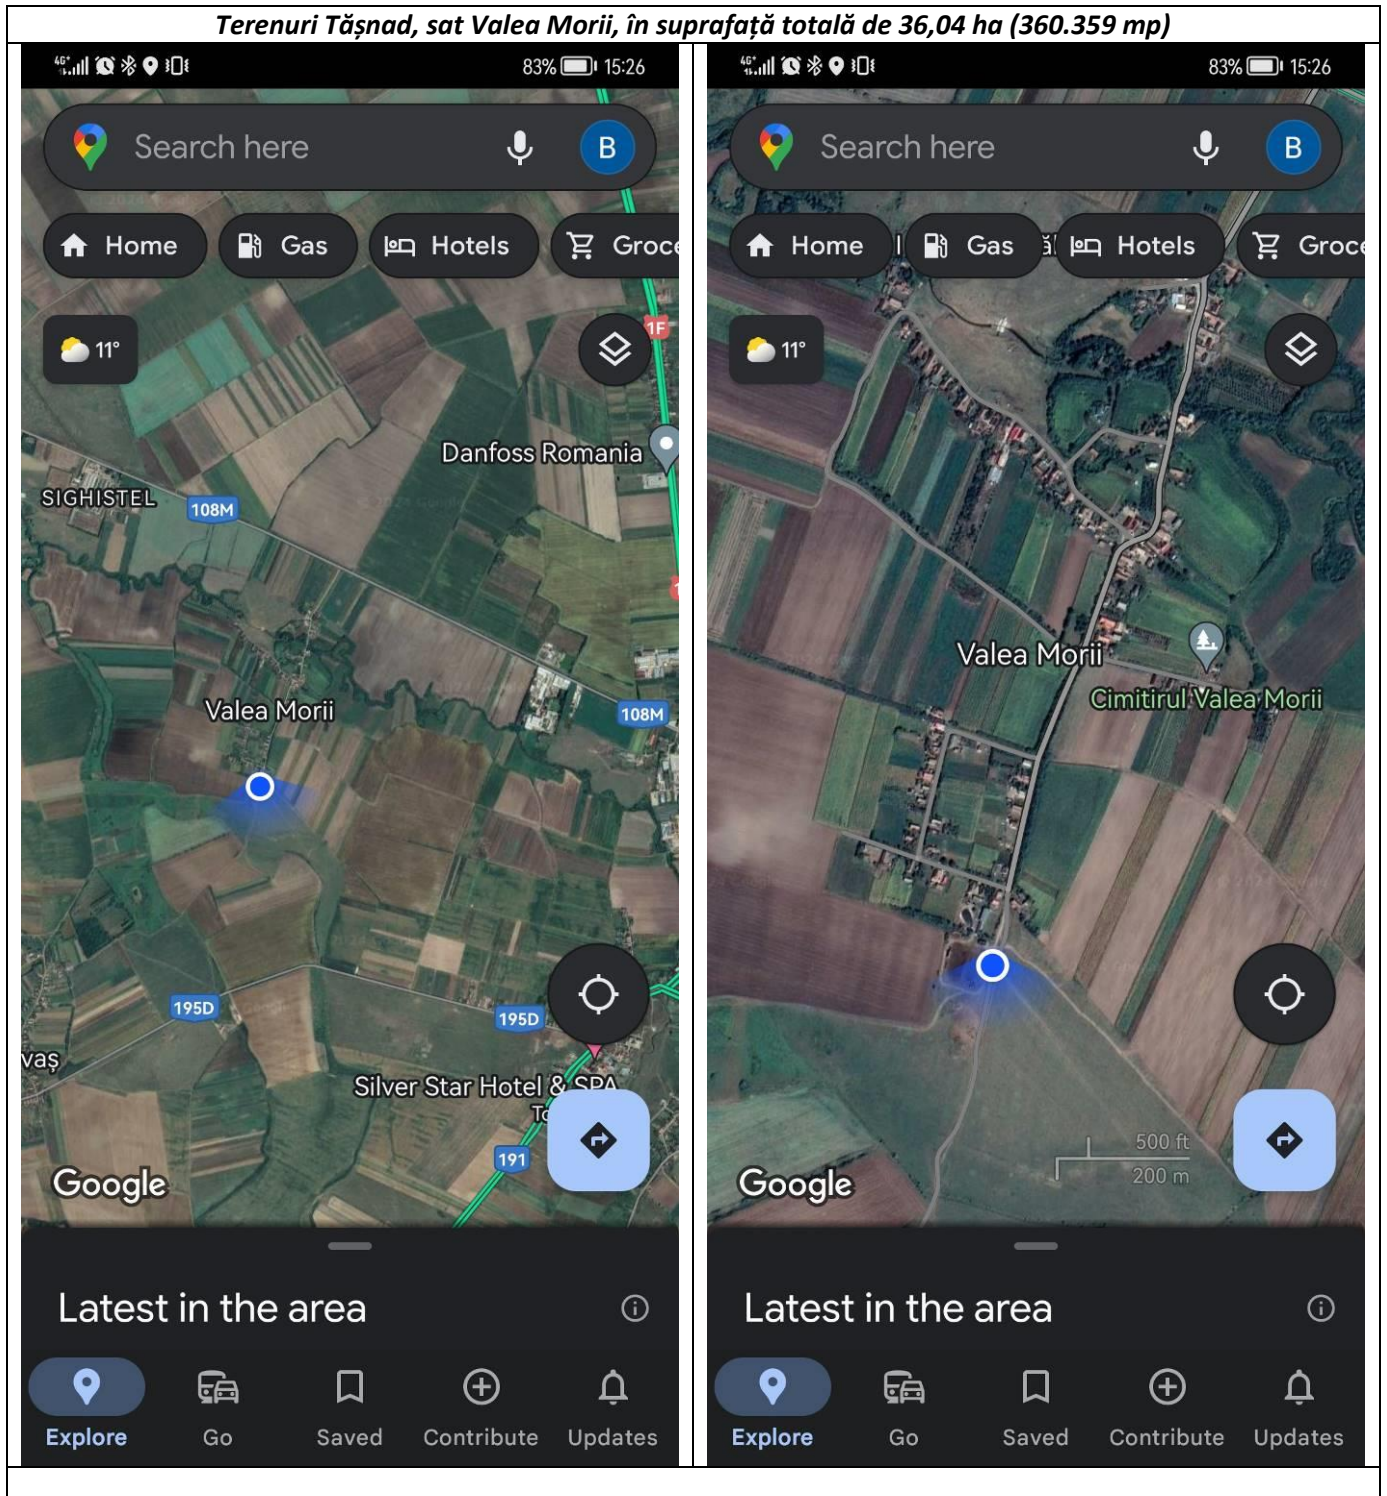 Terenuri Tășnad, sat Valea Morii, în suprafață totală de 36,04 ha (360.359 mp)
4G+
83% 15:26
Search here
B
Home
Gas
Hotels
Groce
11°
1F
Danfoss Romania
SIGHISTEL
108M
Valea Morii
108M
195D
195D
vaș
Silver Star Hotel & SPA
191
Google
Latest in the area
Explore
Go
Saved
Contribute
Updates
4G+
83% 15:26
Search here
B
Home
Gas
Hotels
Groce
11°
Valea Morii
Cimitirul Valea Morii
500 ft
200 m
Google
Latest in the area
Explore
Go
Saved
Contribute
Updates